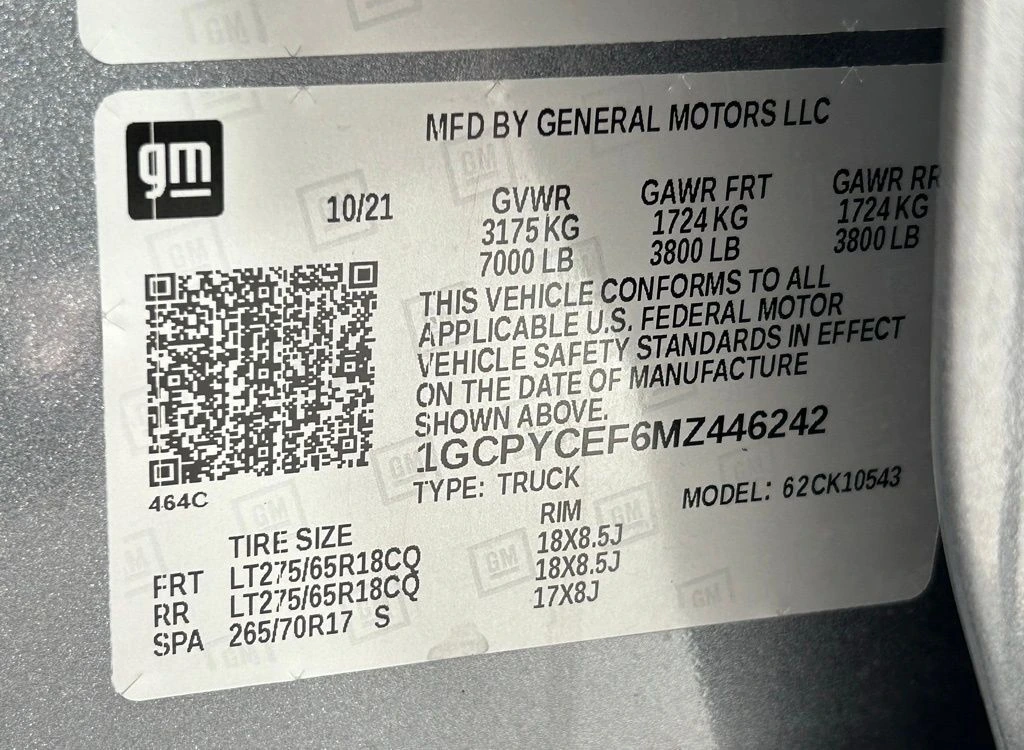 gm
MFD BY GENERAL MOTORS LLC
10/21
GVWR GAWR FRT GAWR RR
3175 KG 1724 KG 1724 KG
7000 LB 3800 LB 3800 LB
THIS VEHICLE CONFORMS TO ALL
APPLICABLE U.S. FEDERAL MOTOR
VEHICLE SAFETY STANDARDS IN EFFECT
ON THE DATE OF MANUFACTURE
SHOWN ABOVE.
1GCPYCEF6MZ446242
464C
TYPE: TRUCK MODEL: 62CK10543
TIRE SIZE RIM
FRT LT275/65R18CQ 18X8.5J
RR LT275/65R18CQ 18X8.5J
SPA 265/70R17 S 17X8J